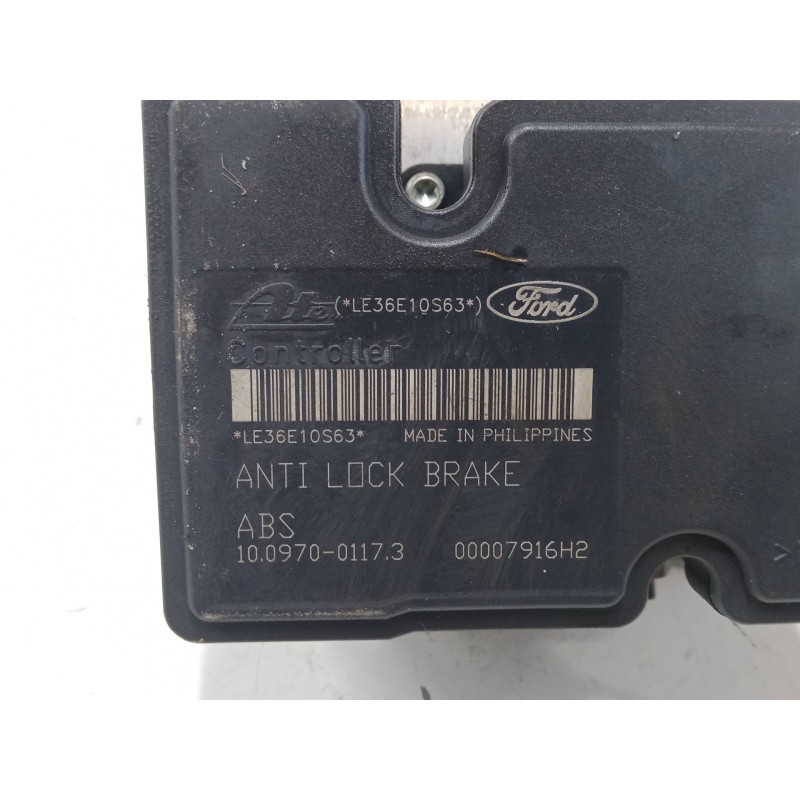 Ate (*LE36E10S63*) Ford
Controller
*LE36E10S63* MADE IN PHILIPPINES
ANTI LOCK BRAKE
ABS
10.0970-0117.3 00007916H2
>